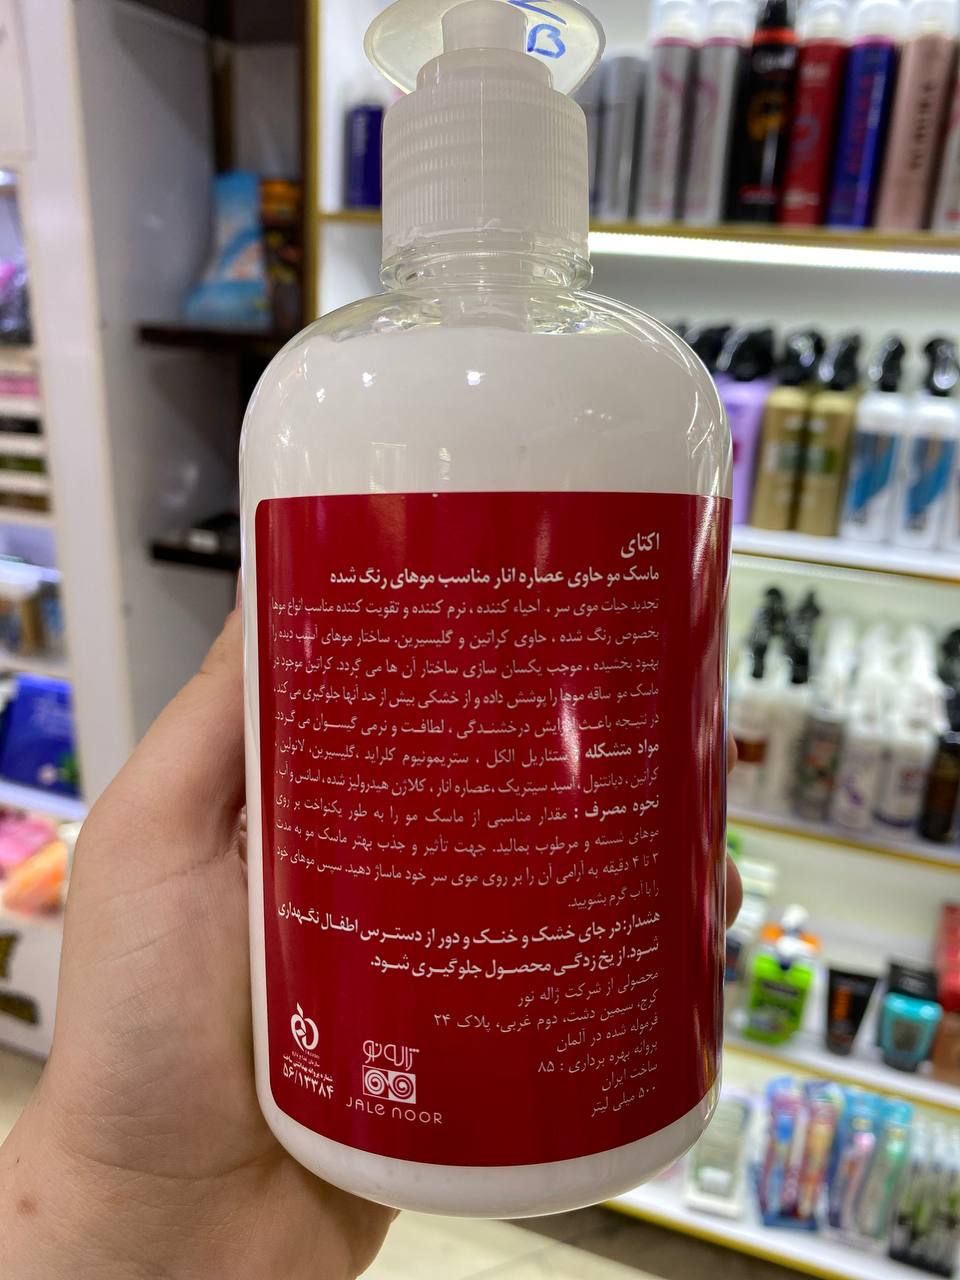 B
اکتای
ماسک مو حاوی عصاره انار مناسب موهای رنگ شده
تجدید حیات موی سر ، احیاء کننده ، نرم کننده و تقویت کننده مناسب انواع موها
بخصوص رنگ شده ، حاوی کراتین و گلیسیرین. ساختار موهای آسیب دیده را
بهبود بخشیده ، موجب یکسان سازی ساختار آن ها می گردد. کراتین موجود در
ماسک مو ساقه موها را پوشش داده و از خشکی بیش از حد آنها جلوگیری می کند ،
در نتیجه باعث افزایش درخشندگی ، لطافت و نرمی گیسوان می گردد.
مواد متشکله : ستئاریل الکل ، ستریمونیوم کلراید ، گلیسیرین، لانولین ،
کراتین ، دپانتنول ، اسید سیتریک ، عصاره انار ، کلاژن هیدرولیز شده ، اسانس و آب .
نحوه مصرف : مقدار مناسبی از ماسک مو را به طور یکنواخت بر روی
موهای شسته و مرطوب بمالید. جهت تأثیر و جذب بهتر ماسک مو به مدت
۳ تا ۴ دقیقه به آرامی آن را بر روی موی سر خود ماساژ دهید. سپس موهای خود
را با آب گرم بشویید.
هشدار: در جای خشک و خنک و دور از دسترس اطفال نگهداری
شود. از یخ زدگی محصول جلوگیری شود.
محصولی از شرکت ژاله نور
کرج، سیمین دشت، دوم غربی، پلاک ۲۴
فرموله شده در آلمان
پروانه بهره برداری : ۸۵
ساخت ایران
۵۰۰ میلی لیتر
سازمان غذا و دارو
شماره پروانه بهداشتی ساخت
۵۶/۱۳۳۸۴
ژاله نور
JALE NOOR